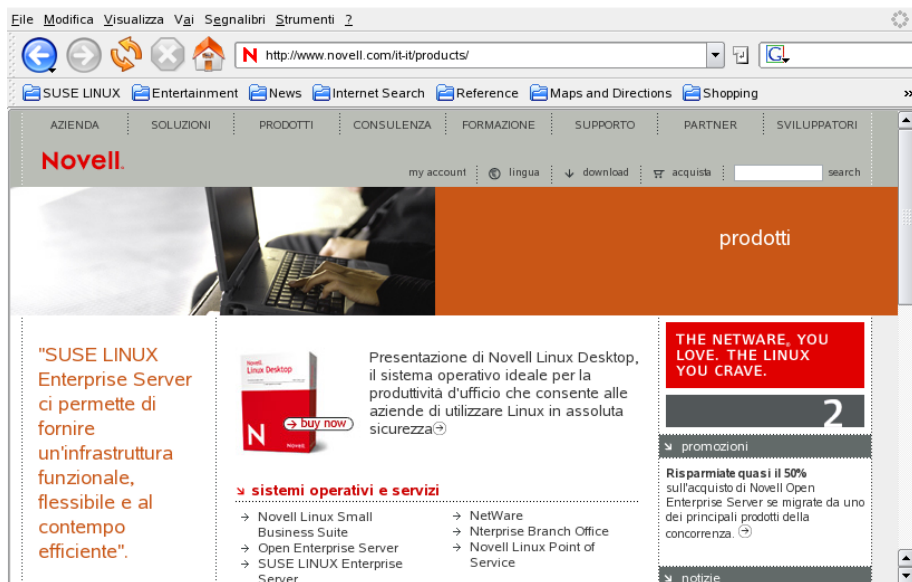 File Modifica Visualizza Vai Segnalibri Strumenti ?
N http://www.novell.com/it-it/products/ G
SUSE LINUX Entertainment News Internet Search Reference Maps and Directions Shopping »
AZIENDA SOLUZIONI PRODOTTI CONSULENZA FORMAZIONE SUPPORTO PARTNER SVILUPPATORI
Novell.
my account lingua download acquista search
prodotti
"SUSE LINUX
Enterprise Server
ci permette di
fornire
un'infrastruttura
funzionale,
flessibile e al
contempo
efficiente".
Novell.
Linux Desktop
buy now
N
Novell.
Presentazione di Novell Linux Desktop,
il sistema operativo ideale per la
produttività d'ufficio che consente alle
aziende di utilizzare Linux in assoluta
sicurezza
sistemi operativi e servizi
Novell Linux Small
Business Suite
Open Enterprise Server
SUSE LINUX Enterprise
Server
NetWare
Nterprise Branch Office
Novell Linux Point of
Service
THE NETWARE® YOU
LOVE. THE LINUX
YOU CRAVE.
2
promozioni
Risparmiate quasi il 50%
sull'acquisto di Novell Open
Enterprise Server se migrate da uno
dei principali prodotti della
concorrenza.
notizie